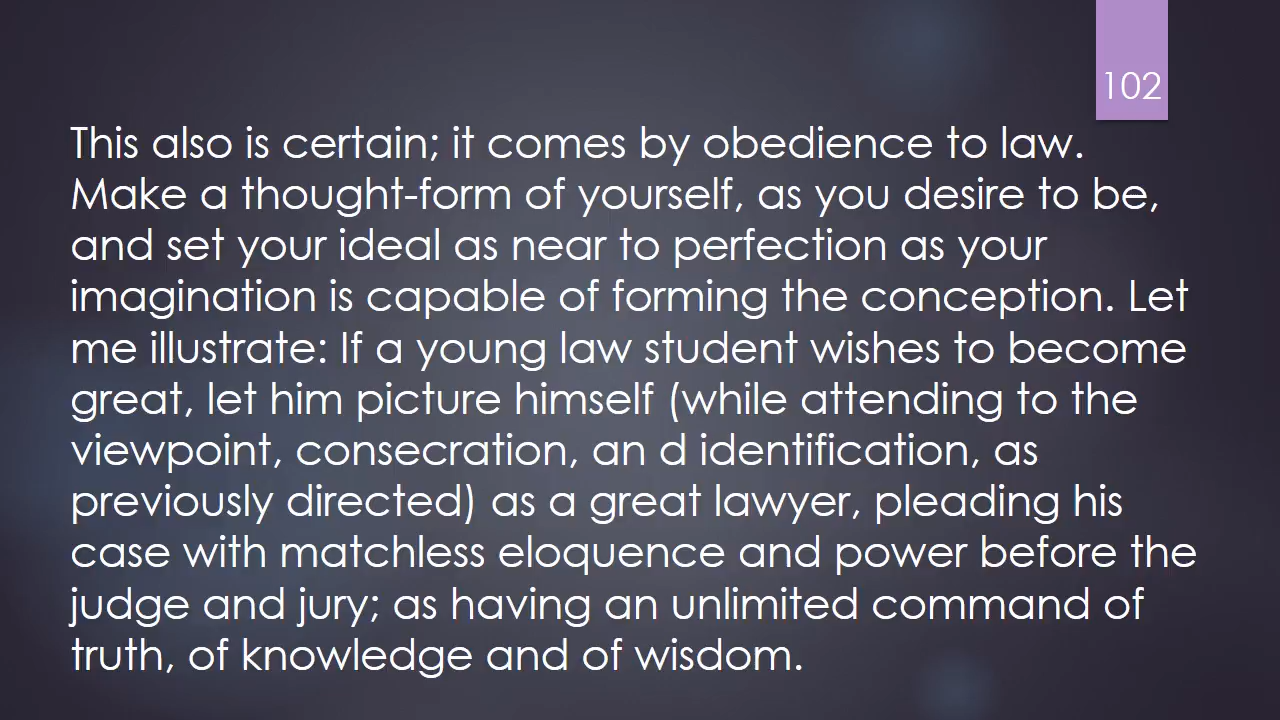 102
This also is certain; it comes by obedience to law.
Make a thought-form of yourself, as you desire to be,
and set your ideal as near to perfection as your
imagination is capable of forming the conception. Let
me illustrate: If a young law student wishes to become
great, let him picture himself (while attending to the
viewpoint, consecration, an d identification, as
previously directed) as a great lawyer, pleading his
case with matchless eloquence and power before the
judge and jury; as having an unlimited command of
truth, of knowledge and of wisdom.